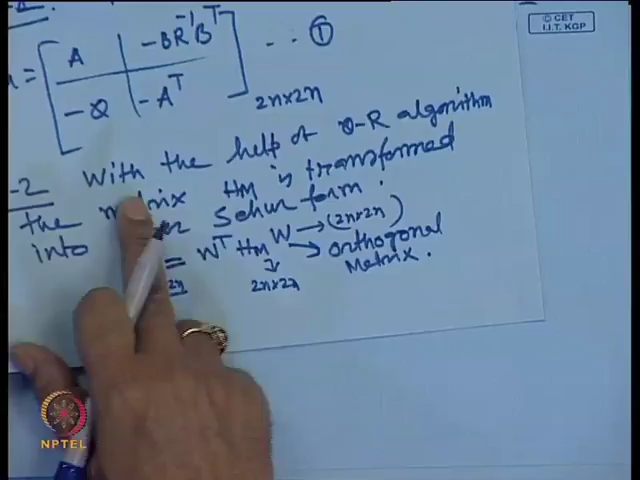 © CET
I.I.T. KGP
= [ A | -BR⁻¹Bᵀ
-Q | -Aᵀ ] 2n×2n ... ①
-2 With the help of Q-R algorithm
the matrix HM is transformed
into Schur form.
= Wᵀ HM W → (2n×2n)
→ orthogonal
Matrix.
2n×2n
NPTEL